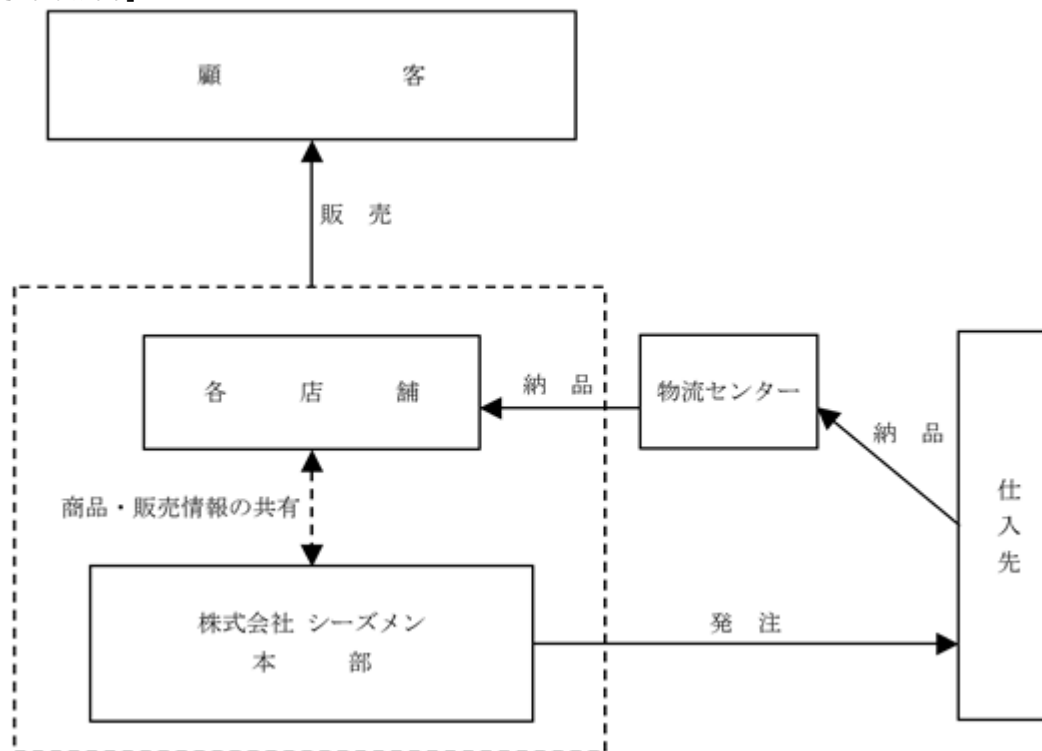 顧客
販売
各店舗
納品
物流センター
納品
仕入先
商品・販売情報の共有
株式会社 シーズメン
本部
発注